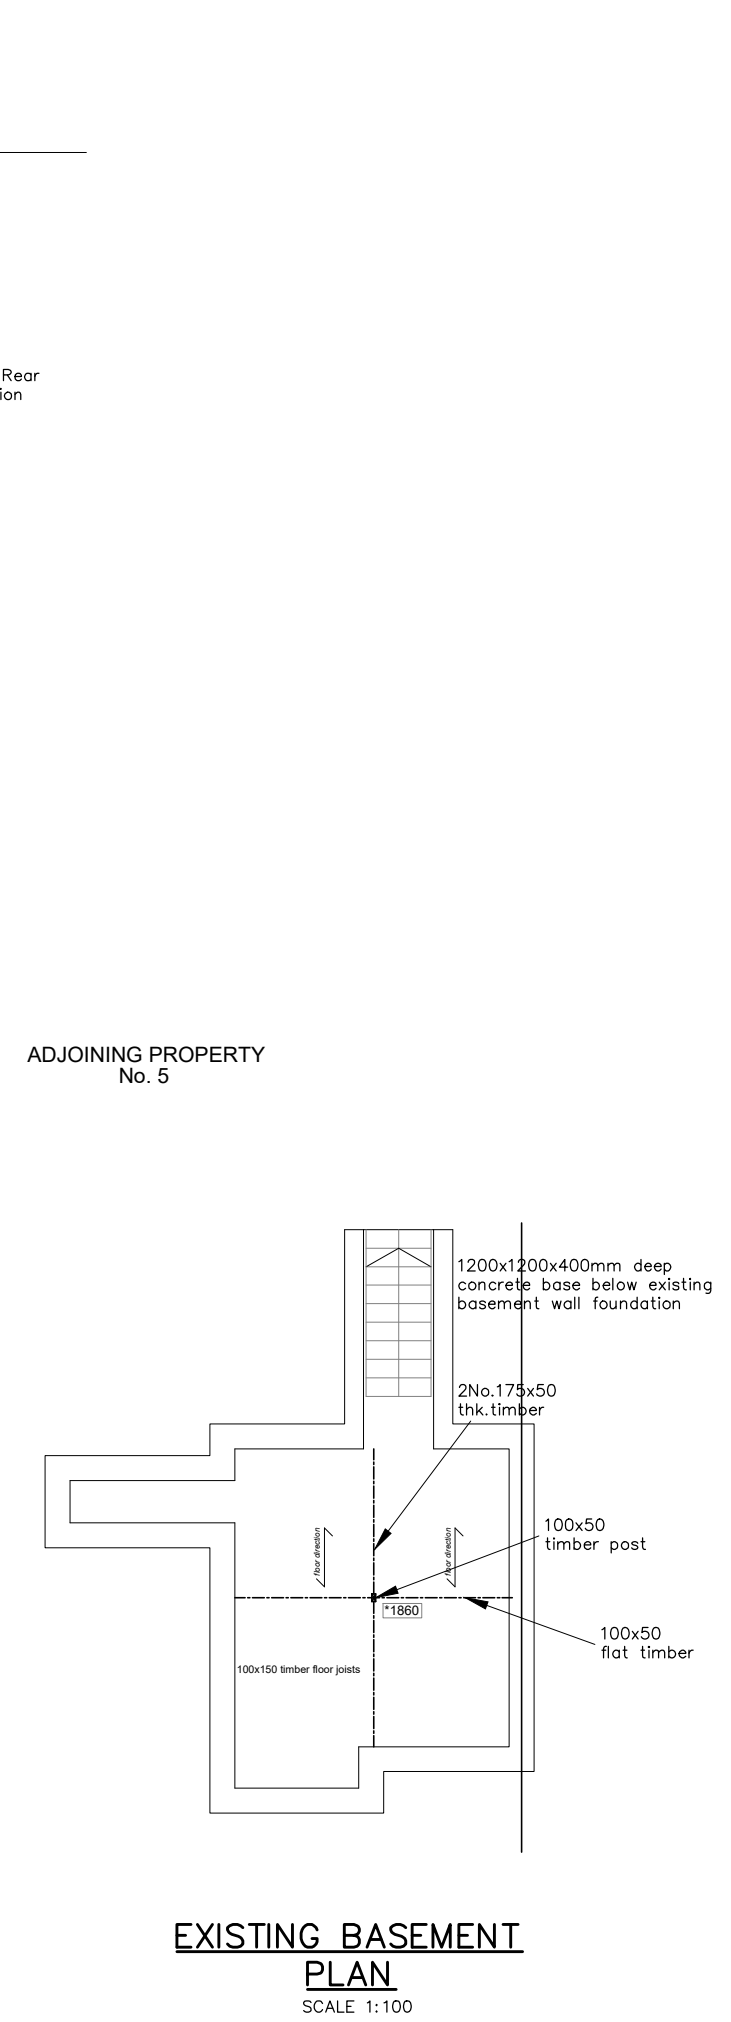 Rear
ion
ADJOINING PROPERTY
No. 5
1200x1200x400mm deep
concrete base below existing
basement wall foundation
2No.175x50
thk.timber
100x50
timber post
floor direction
floor direction
*1860
100x50
flat timber
100x150 timber floor joists
EXISTING BASEMENT
PLAN
SCALE 1:100